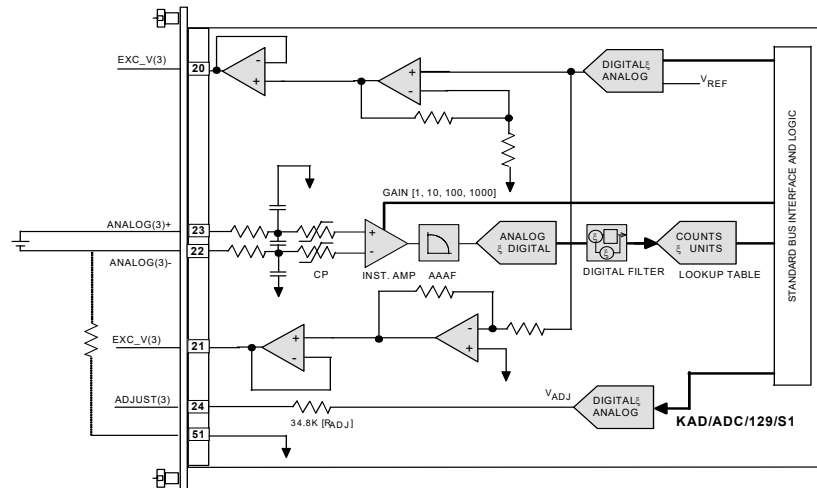 EXC_V(3)
20
DIGITALξ
ANALOG
VREF
+
-
+
-
GAIN [1, 10, 100, 1000]
ANALOG(3)+
23
22
ANALOG(3)-
+
-
CP
INST. AMP
AAAF
ANALOG
ξ DIGITAL
ξ
ξ
DIGITAL FILTER
COUNTS
ξ UNITS
LOOKUP TABLE
STANDARD BUS INTERFACE AND LOGIC
EXC_V(3)
21
+
-
-
+
ADJUST(3)
24
34.8K [RADJ]
VADJ
DIGITALξ
ANALOG
KAD/ADC/129/S1
51